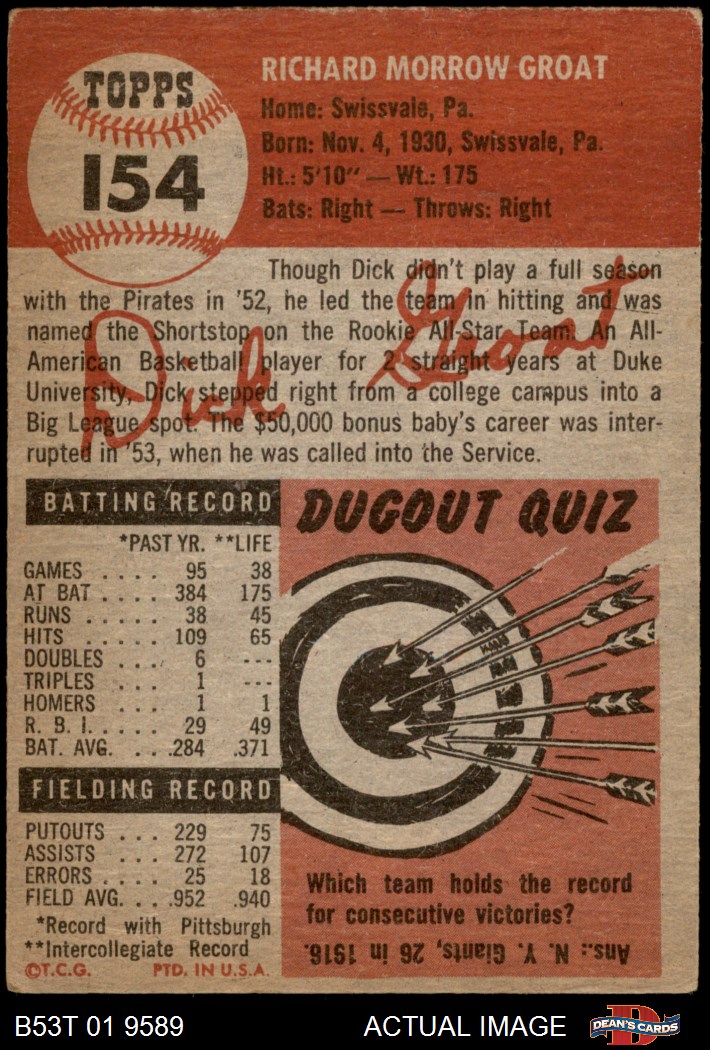 TOPPS
154
RICHARD MORROW GROAT
Home: Swissvale, Pa.
Born: Nov. 4, 1930, Swissvale, Pa.
Ht.: 5'10" — Wt.: 175
Bats: Right — Throws: Right
Though Dick didn't play a full season
with the Pirates in '52, he led the team in hitting and was
named the Shortstop on the Rookie All-Star Team. An All-
American Basketball player for 2 straight years at Duke
University, Dick stepped right from a college campus into a
Big League spot. The $50,000 bonus baby's career was inter-
rupted in '53, when he was called into the Service.
Dick Groat
BATTING RECORD
*PAST YR. **LIFE
GAMES .... 95 38
AT BAT .... 384 175
RUNS ..... 38 45
HITS ..... 109 65
DOUBLES ... 6 ---
TRIPLES ... 1 ---
HOMERS ... 1 1
R. B. I. .... 29 49
BAT. AVG. ... .284 .371
FIELDING RECORD
PUTOUTS ... 229 75
ASSISTS ... 272 107
ERRORS .... 25 18
FIELD AVG. ... .952 .940
*Record with Pittsburgh
**Intercollegiate Record
©T.C.G. PTD. IN U.S.A.
DUGOUT QUIZ
Which team holds the record
for consecutive victories?
Ans.: N. Y. Giants, 26 in 1916.
B53T 01 9589 ACTUAL IMAGE
D
DEAN'S CARDS